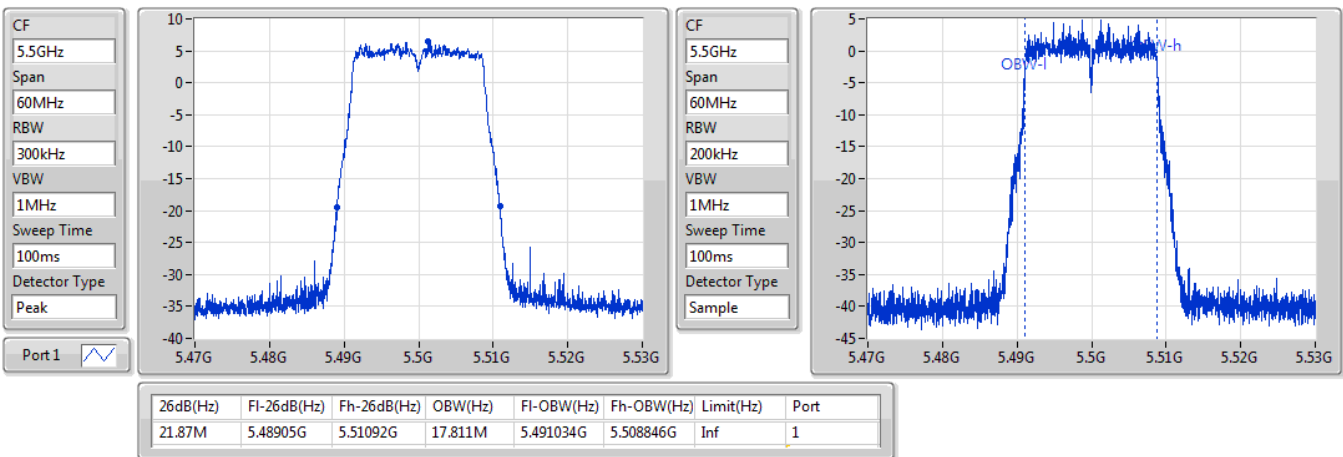 CF
5.5GHz
Span
60MHz
RBW
300kHz
VBW
1MHz
Sweep Time
100ms
Detector Type
Peak
Port 1
10
5
0
-5
-10
-15
-20
-25
-30
-35
-40
5.47G 5.48G 5.49G 5.5G 5.51G 5.52G 5.53G
CF
5.5GHz
Span
60MHz
RBW
200kHz
VBW
1MHz
Sweep Time
100ms
Detector Type
Sample
5
0
-5
-10
-15
-20
-25
-30
-35
-40
-45
OBW-l
-h
5.47G 5.48G 5.49G 5.5G 5.51G 5.52G 5.53G
26dB(Hz) Fl-26dB(Hz) Fh-26dB(Hz) OBW(Hz) Fl-OBW(Hz) Fh-OBW(Hz) Limit(Hz) Port
21.87M 5.48905G 5.51092G 17.811M 5.491034G 5.508846G Inf 1